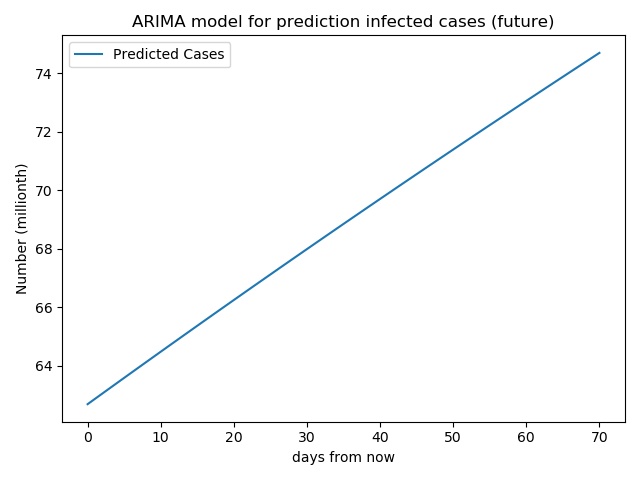 ARIMA model for prediction infected cases (future)
Predicted Cases
74
72
70
68
66
64
Number (millionth)
0 10 20 30 40 50 60 70
days from now